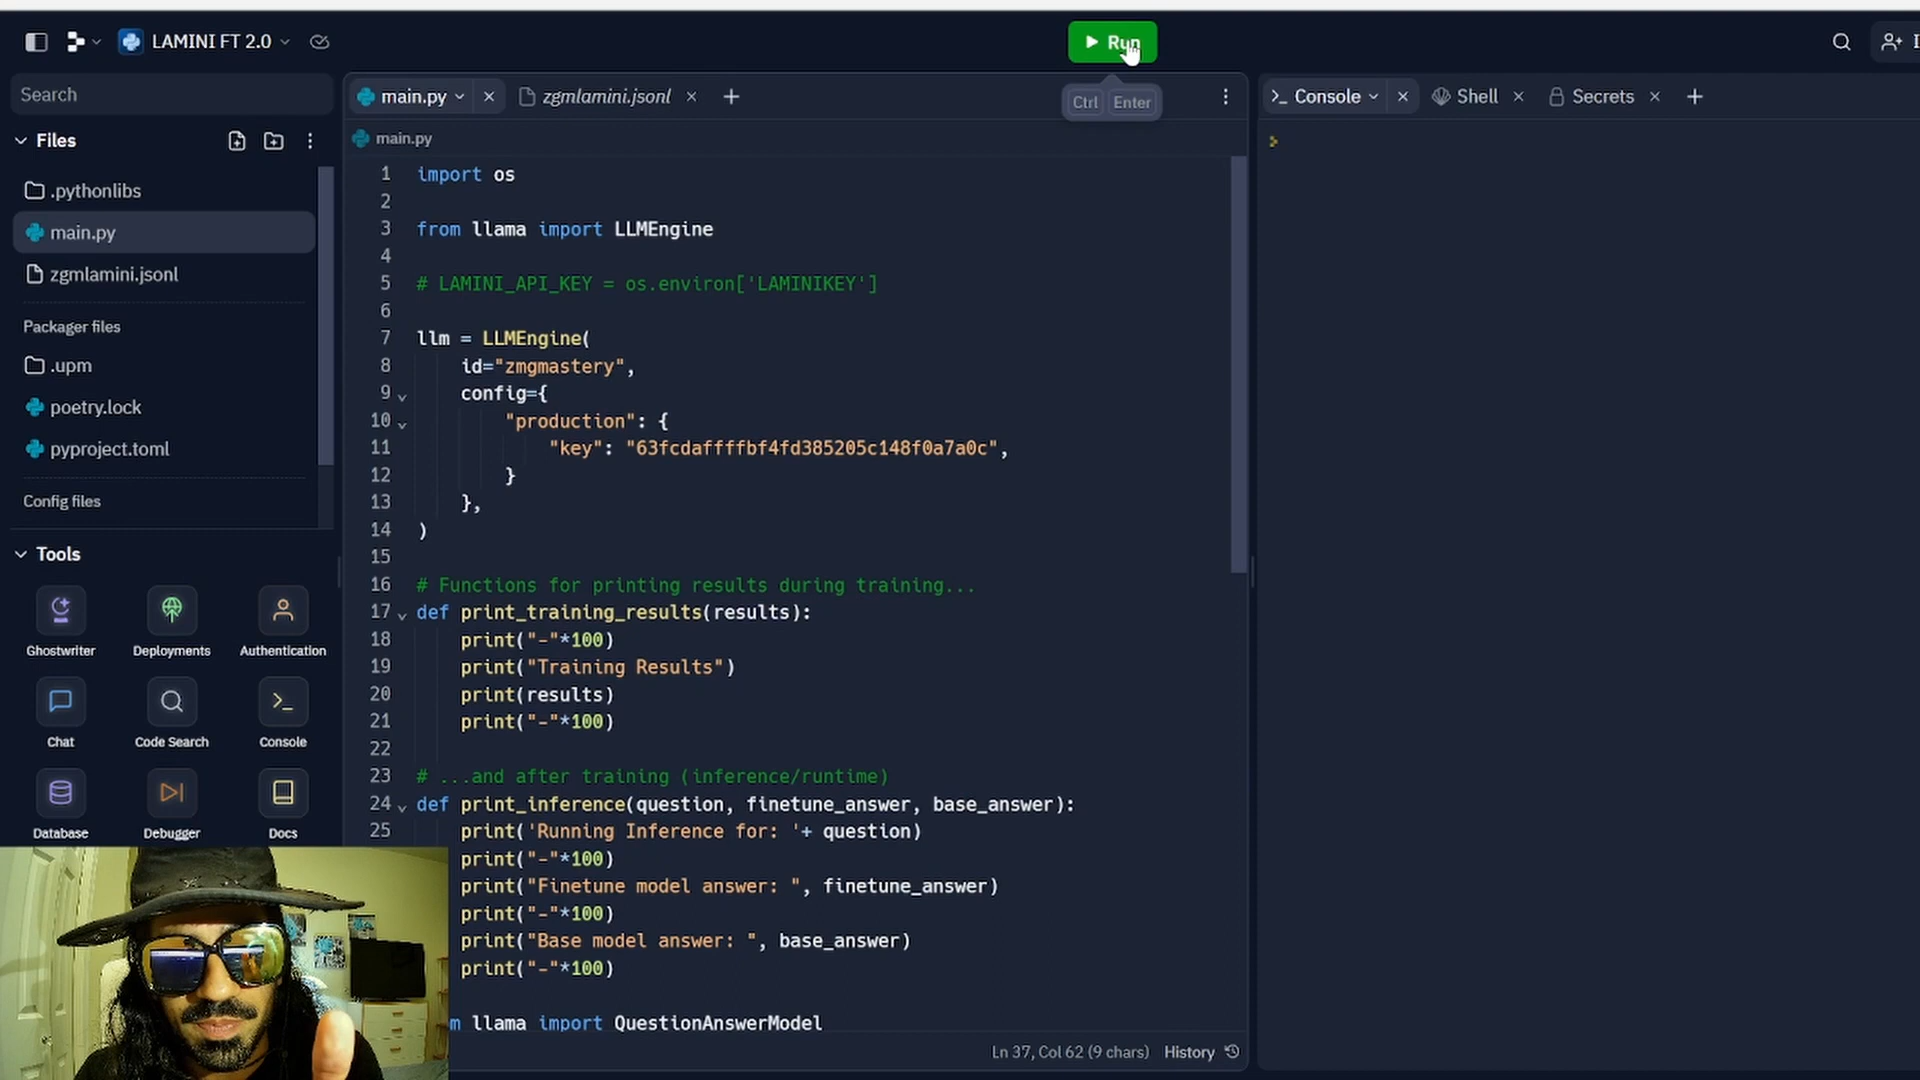 LAMINI FT 2.0
Run
Search
main.py
zgmlamini.jsonl
Ctrl
Enter
Console
Shell
Secrets
Files
main.py
.pythonlibs
main.py
zgmlamini.jsonl
Packager files
.upm
poetry.lock
pyproject.toml
Config files
Tools
Ghostwriter
Deployments
Authentication
Chat
Code Search
Console
Database
Debugger
Docs
1 import os
2
3 from llama import LLMEngine
4
5 # LAMINI_API_KEY = os.environ['LAMINIKEY']
6
7 llm = LLMEngine(
8 id="zmgmastery",
9 config={
10 "production": {
11 "key": "63fcdaffffbf4fd385205c148f0a7a0c",
12 }
13 },
14 )
15
16 # Functions for printing results during training...
17 def print_training_results(results):
18 print("-"*100)
19 print("Training Results")
20 print(results)
21 print("-"*100)
22
23 # ...and after training (inference/runtime)
24 def print_inference(question, finetune_answer, base_answer):
25 print('Running Inference for: '+ question)
print("-"*100)
print("Finetune model answer: ", finetune_answer)
print("-"*100)
print("Base model answer: ", base_answer)
print("-"*100)
m llama import QuestionAnswerModel
Ln 37, Col 62 (9 chars) History